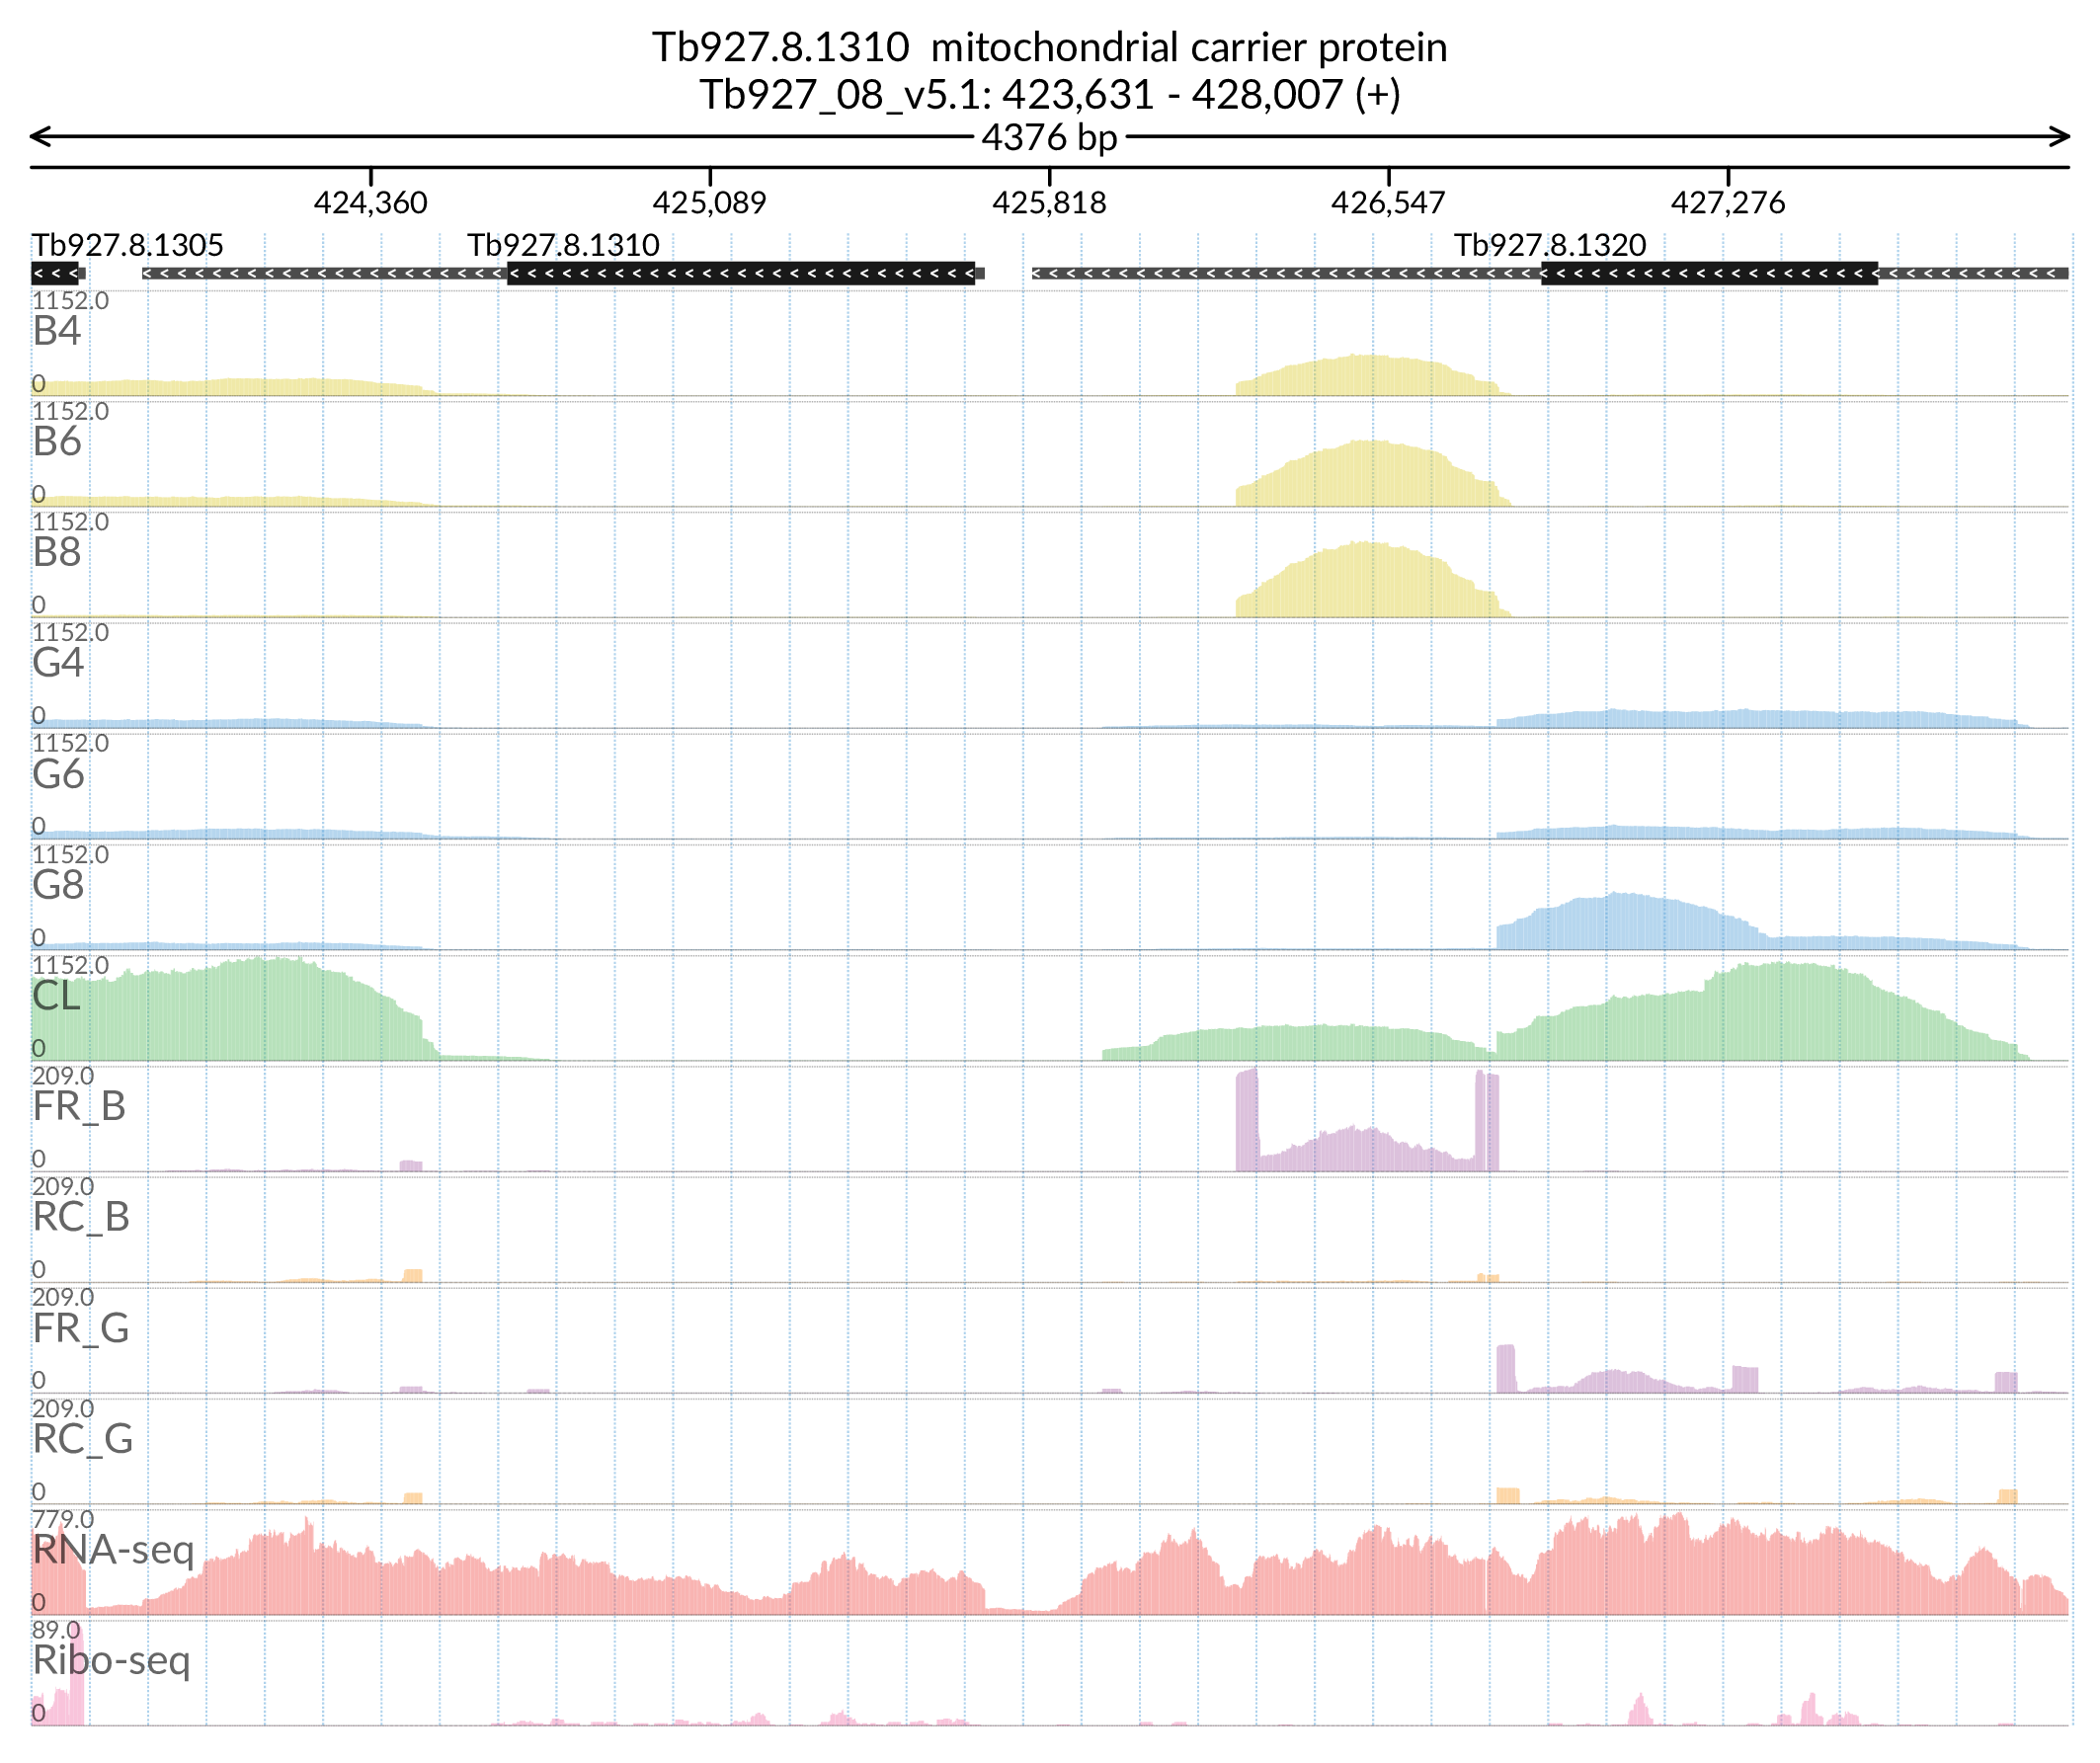 Tb927.8.1310 mitochondrial carrier protein
Tb927_08_v5.1: 423,631 - 428,007 (+)
4376 bp
424,360 425,089 425,818 426,547 427,276
Tb927.8.1305 Tb927.8.1310 Tb927.8.1320
1152.0
B4
0
1152.0
B6
0
1152.0
B8
0
1152.0
G4
0
1152.0
G6
0
1152.0
G8
0
1152.0
CL
0
209.0
FR_B
0
209.0
RC_B
0
209.0
FR_G
0
209.0
RC_G
0
779.0
RNA-seq
0
89.0
Ribo-seq
0